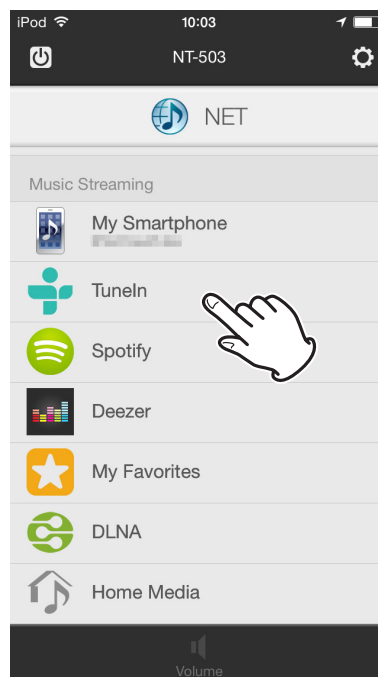 iPod 10:03
NT-503
NET
Music Streaming
My Smartphone
TuneIn
Spotify
Deezer
My Favorites
DLNA
Home Media
Volume